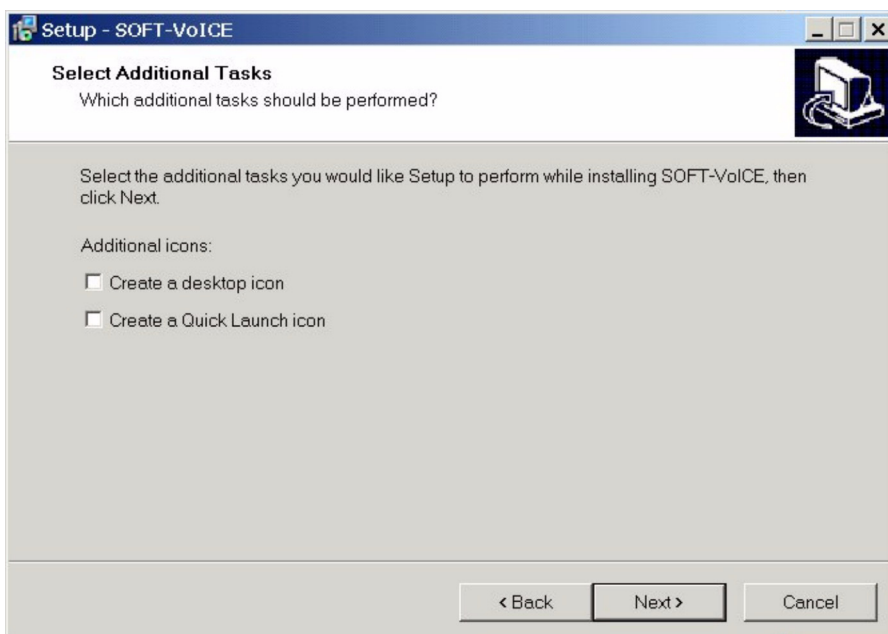 Setup - SOFT-VoICE
Select Additional Tasks
Which additional tasks should be performed?
Select the additional tasks you would like Setup to perform while installing SOFT-VoICE, then
click Next.
Additional icons:
Create a desktop icon
Create a Quick Launch icon
< Back
Next >
Cancel